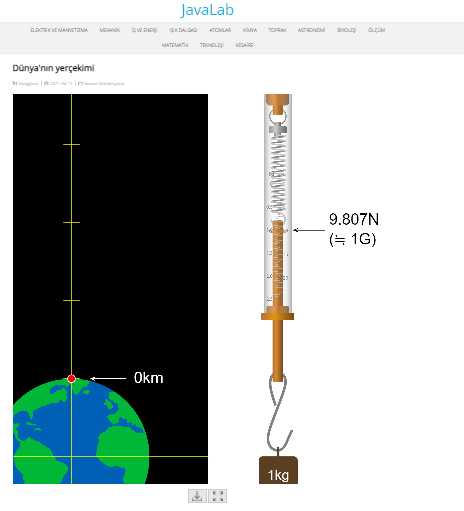 JavaLab
ELEKTRİK VE MANYETİZMA MEKANİK İŞ VE ENERJİ IŞIK DALGASI ATOMLAR KİMYA TOPRAK ASTRONOMİ BİYOLOJİ ÖLÇÜM
MATEMATİK TEKNOLOJİ VESAİRE
Dünya'nın yerçekimi
9.807N
(≒ 1G)
0km
1kg